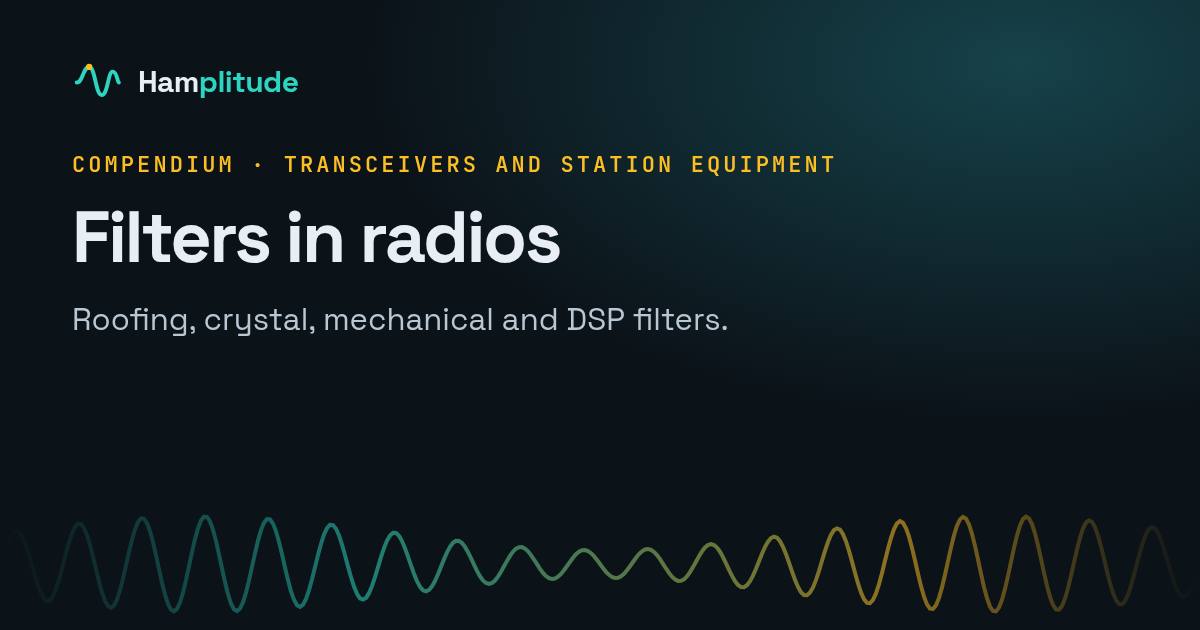 Hamplitude
COMPENDIUM · TRANSCEIVERS AND STATION EQUIPMENT
Filters in radios
Roofing, crystal, mechanical and DSP filters.